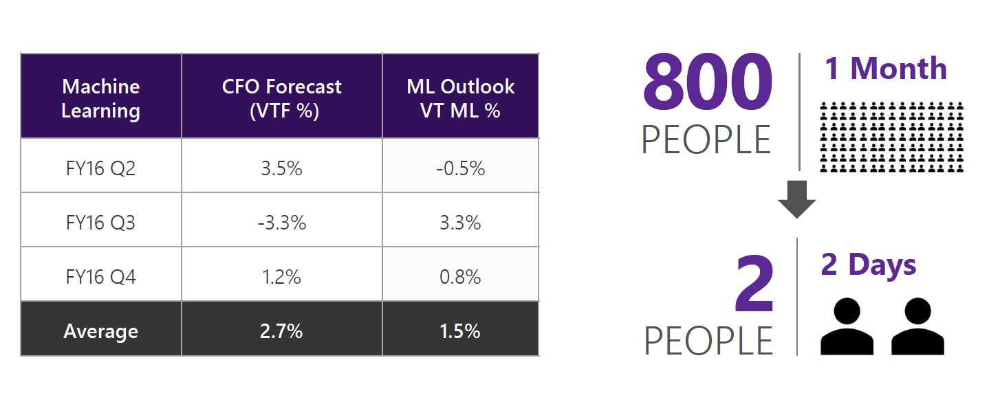 Machine
Learning
CFO Forecast
(VTF %)
ML Outlook
VT ML %
FY16 Q2
3.5%
-0.5%
FY16 Q3
-3.3%
3.3%
FY16 Q4
1.2%
0.8%
Average
2.7%
1.5%
800
PEOPLE
1 Month
2
PEOPLE
2 Days